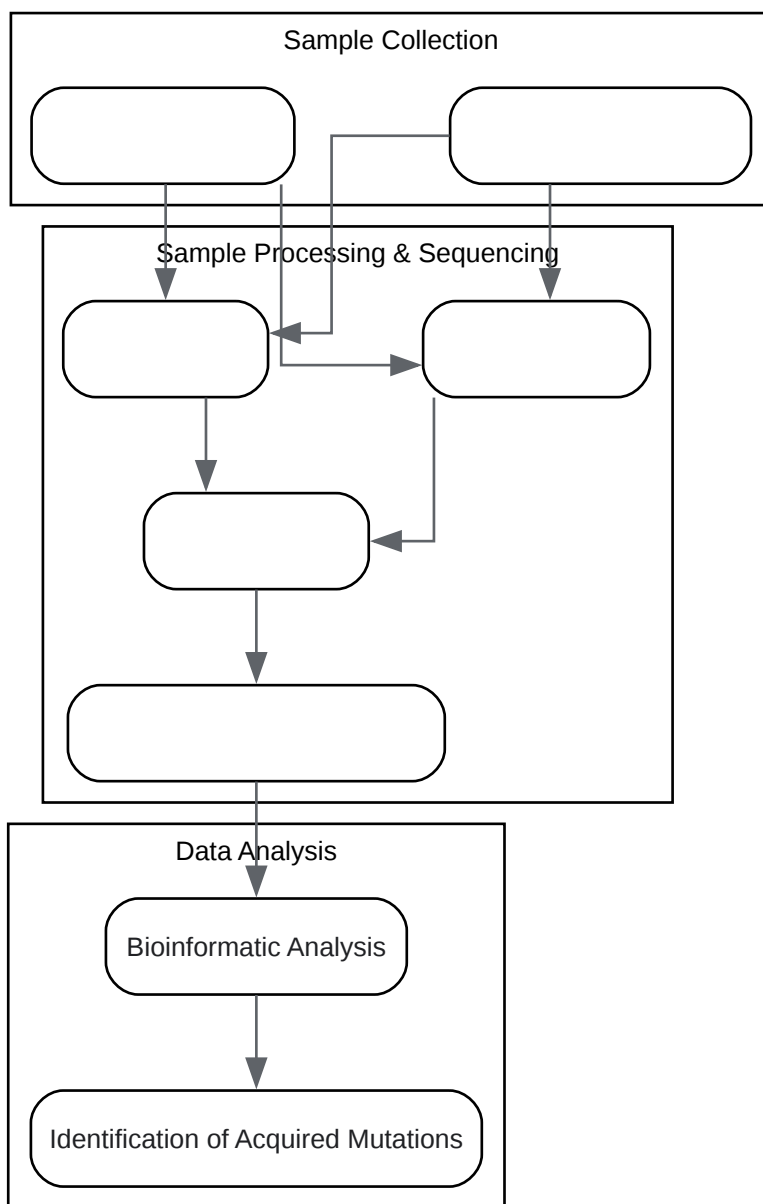 Sample Collection
Sample Processing & Sequencing
Data Analysis
Bioinformatic Analysis
Identification of Acquired Mutations